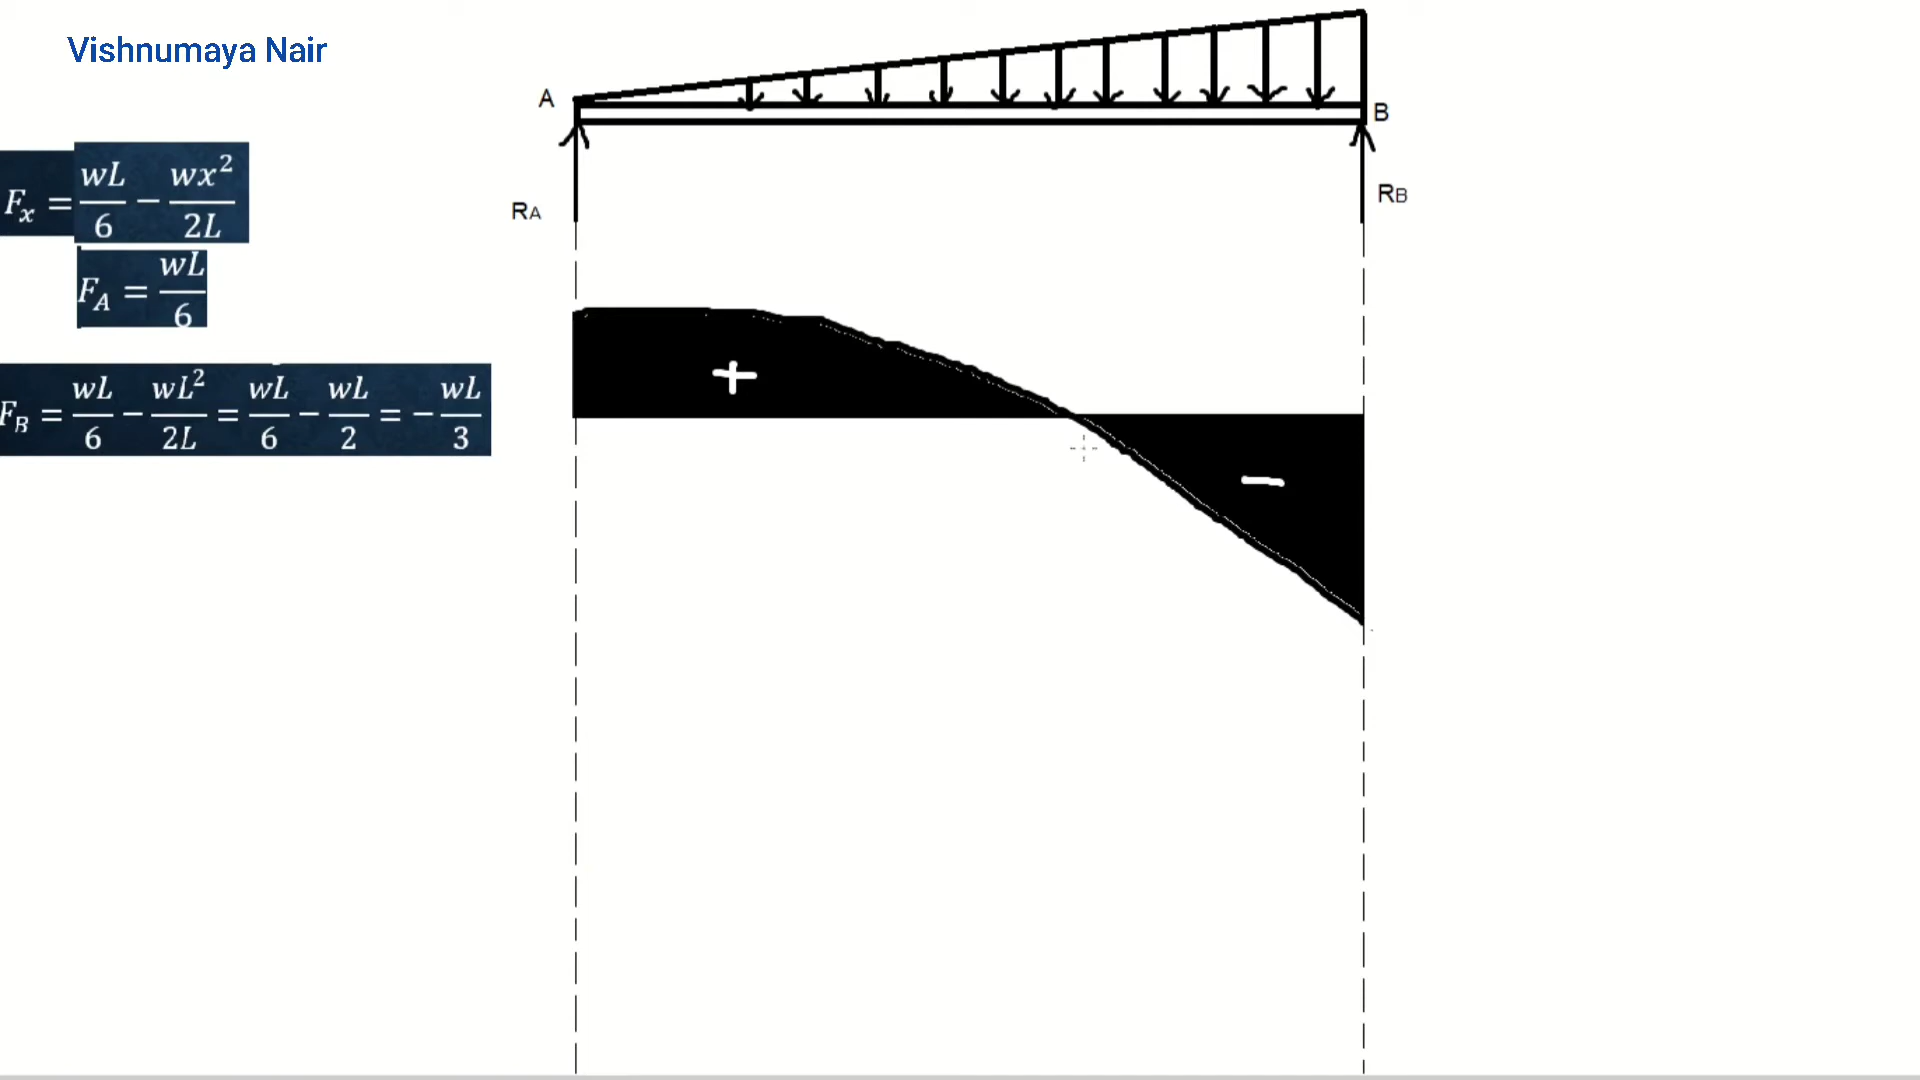 Vishnumaya Nair
A
B
RA
RB
F_x = wL/6 − wx²/2L
F_A = wL/6
F_B = wL/6 − wL²/2L = wL/6 − wL/2 = −wL/3
+
−